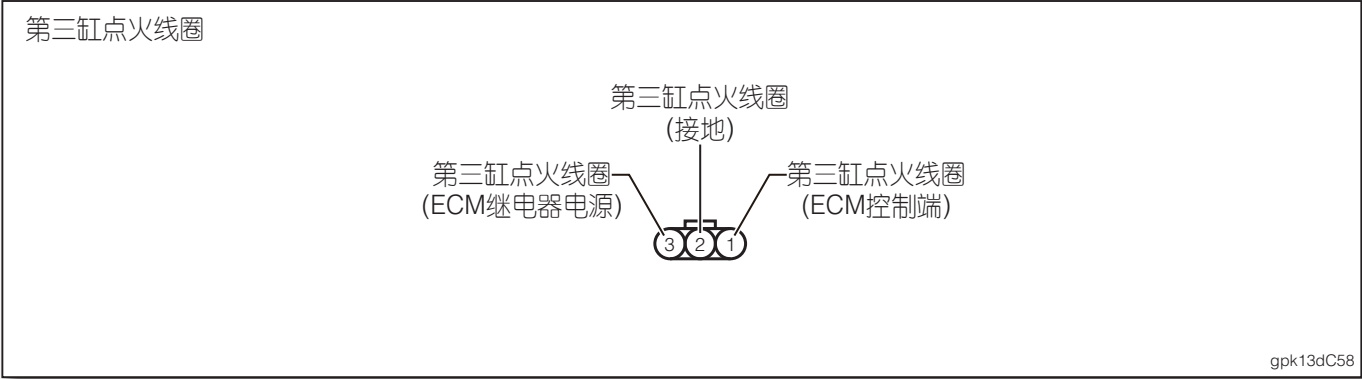 第三缸点火线圈
第三缸点火线圈
(接地)
第三缸点火线圈
(ECM继电器电源)
第三缸点火线圈
(ECM控制端)
3 2 1
gpk13dC58